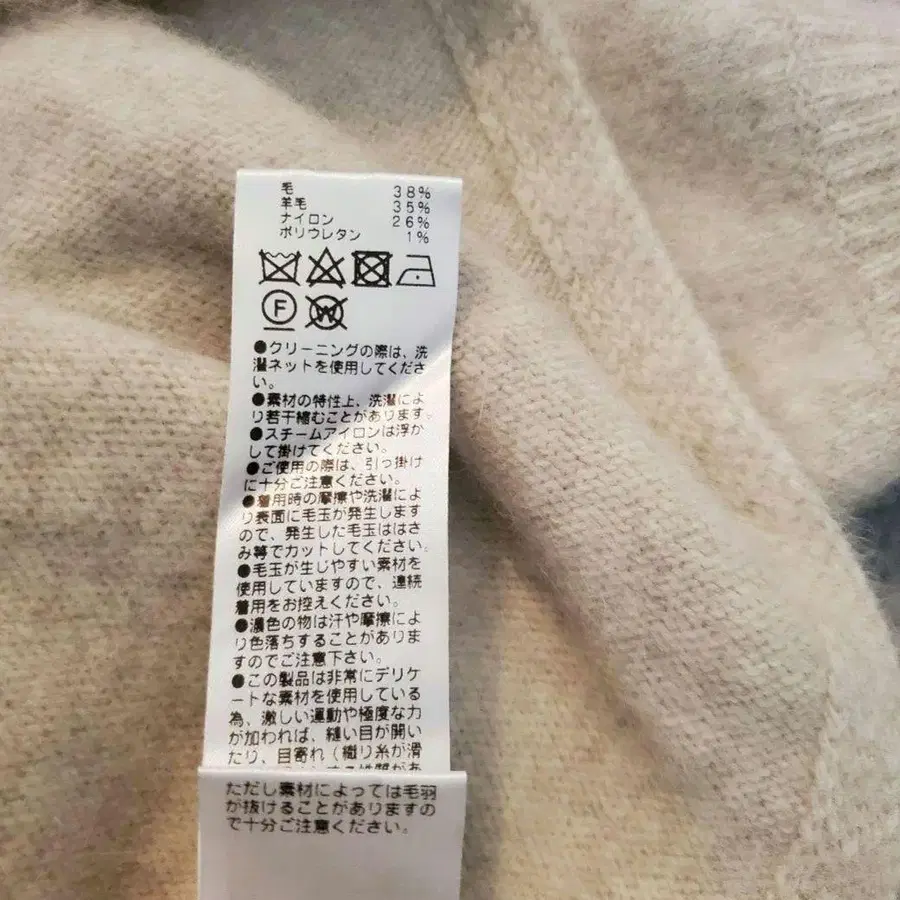 毛 38%
羊毛 35%
ナイロン 26%
ポリウレタン 1%
F W
●クリーニングの際は、洗
濯ネットを使用してくださ
い。
●素材の特性上、洗濯によ
り若干縮むことがあります。
●スチームアイロンは浮か
して掛けてください。
●ご使用の際は、引っ掛け
に十分ご注意ください。
●着用時の摩擦や洗濯によ
り表面に毛玉が発生します
ので、発生した毛玉ははさ
み等でカットしてください。
●毛玉が生じやすい素材を
使用していますので、連続
着用をお控えください。
●濃色の物は汗や摩擦によ
り色落ちすることがありま
すのでご注意下さい。
●この製品は非常にデリケ
ートな素材を使用している
為、激しい運動や極度な力
が加われば、縫い目が開い
たり、目寄れ(織り糸が滑
る性質があ
ただし素材によっては毛羽
が抜けることがありますの
で十分ご注意ください。